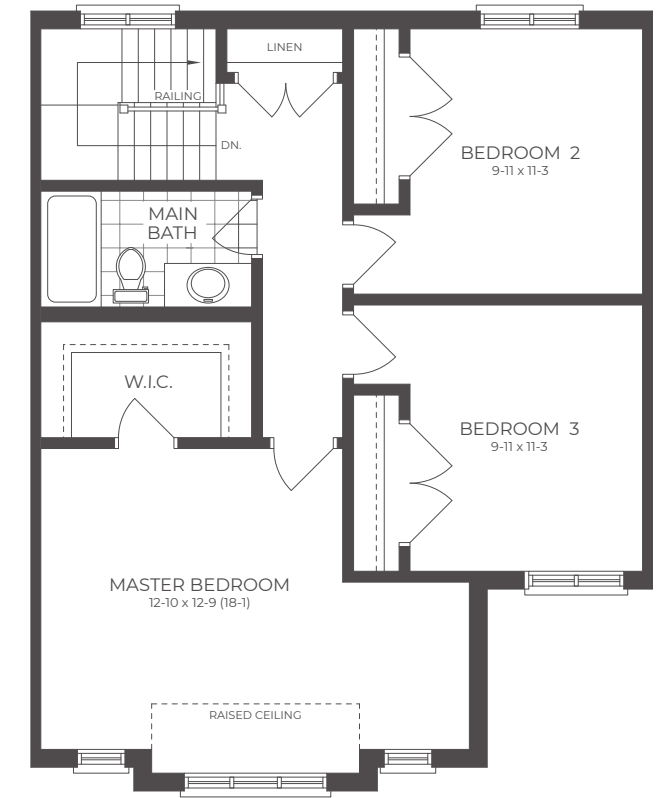 LINEN
RAILING
DN.
BEDROOM 2
9-11 x 11-3
MAIN
BATH
W.I.C.
BEDROOM 3
9-11 x 11-3
MASTER BEDROOM
12-10 x 12-9 (18-1)
RAISED CEILING